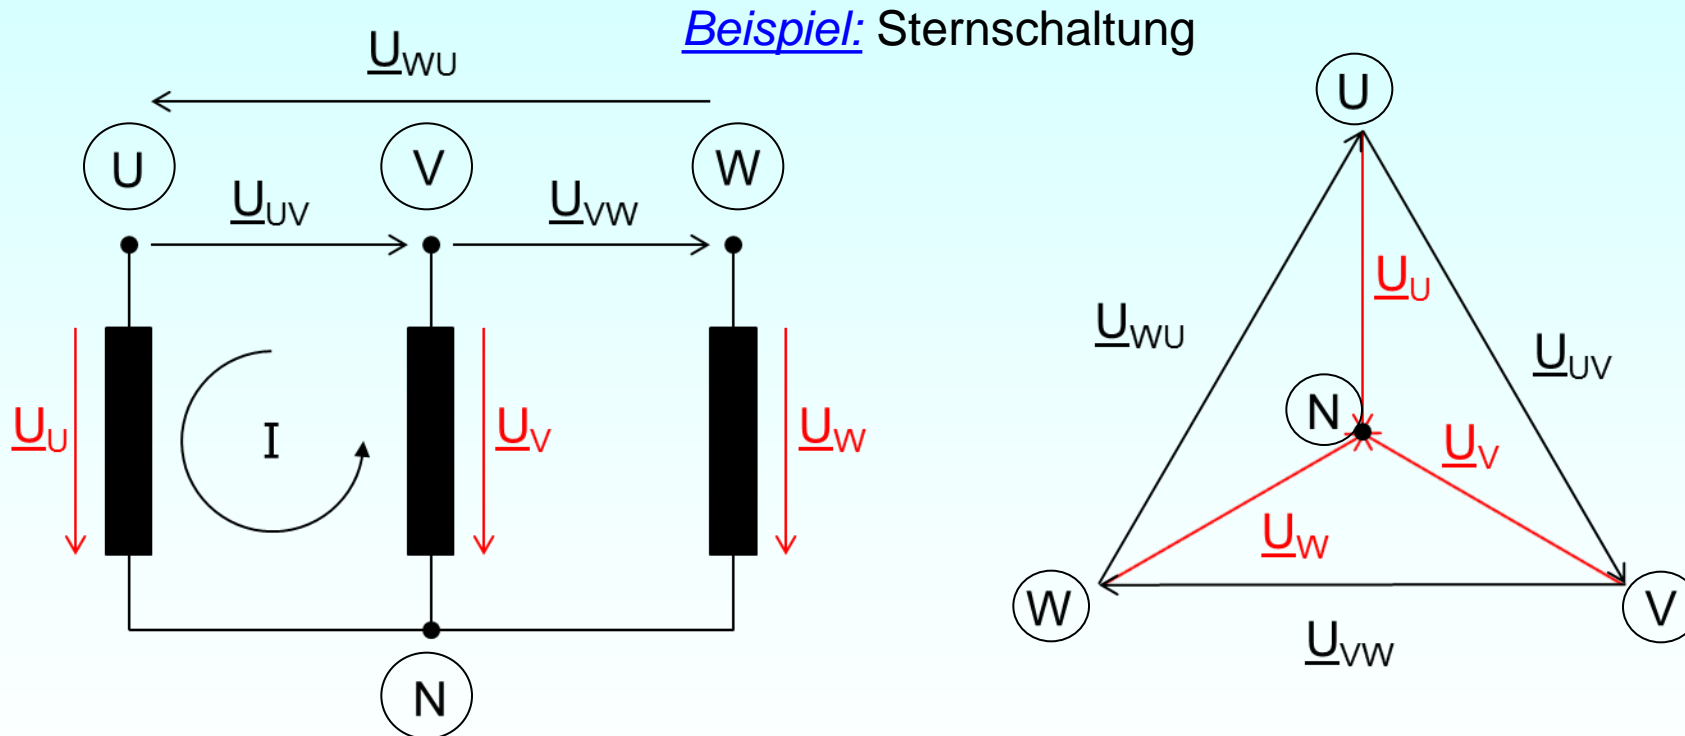 Beispiel: Sternschaltung
U_WU
U V W
U_UV U_VW
U_U I U_V U_W
N
U
U_U
U_WU U_UV
N
U_V
U_W
W V
U_VW